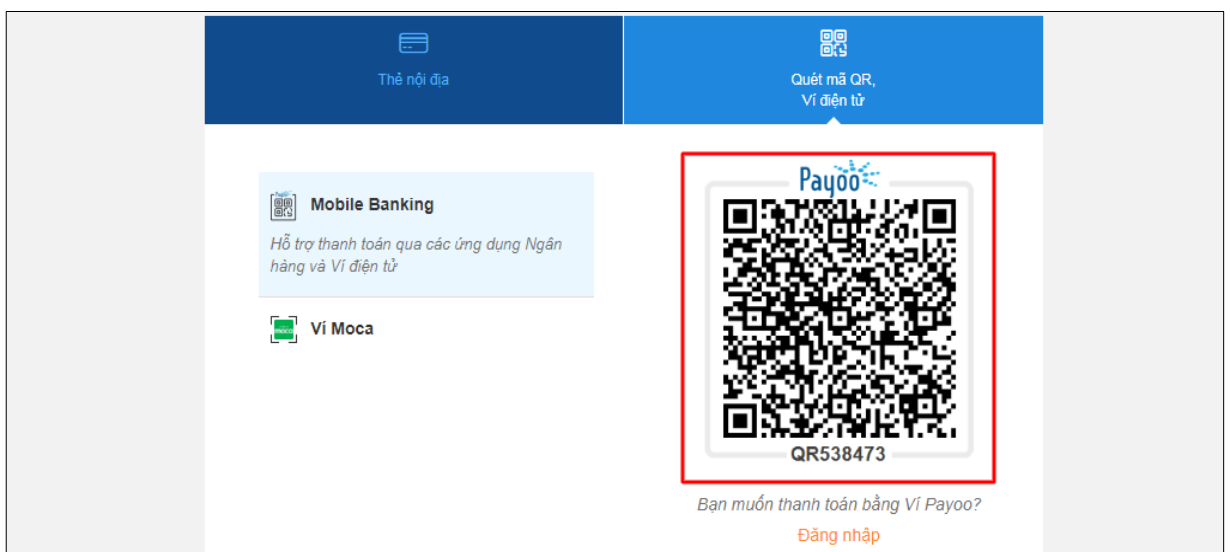 Thẻ nội địa
Quét mã QR,
Ví điện tử
Mobile Banking
Hỗ trợ thanh toán qua các ứng dụng Ngân
hàng và Ví điện tử
Ví Moca
Payoo
QR538473
Bạn muốn thanh toán bằng Ví Payoo?
Đăng nhập